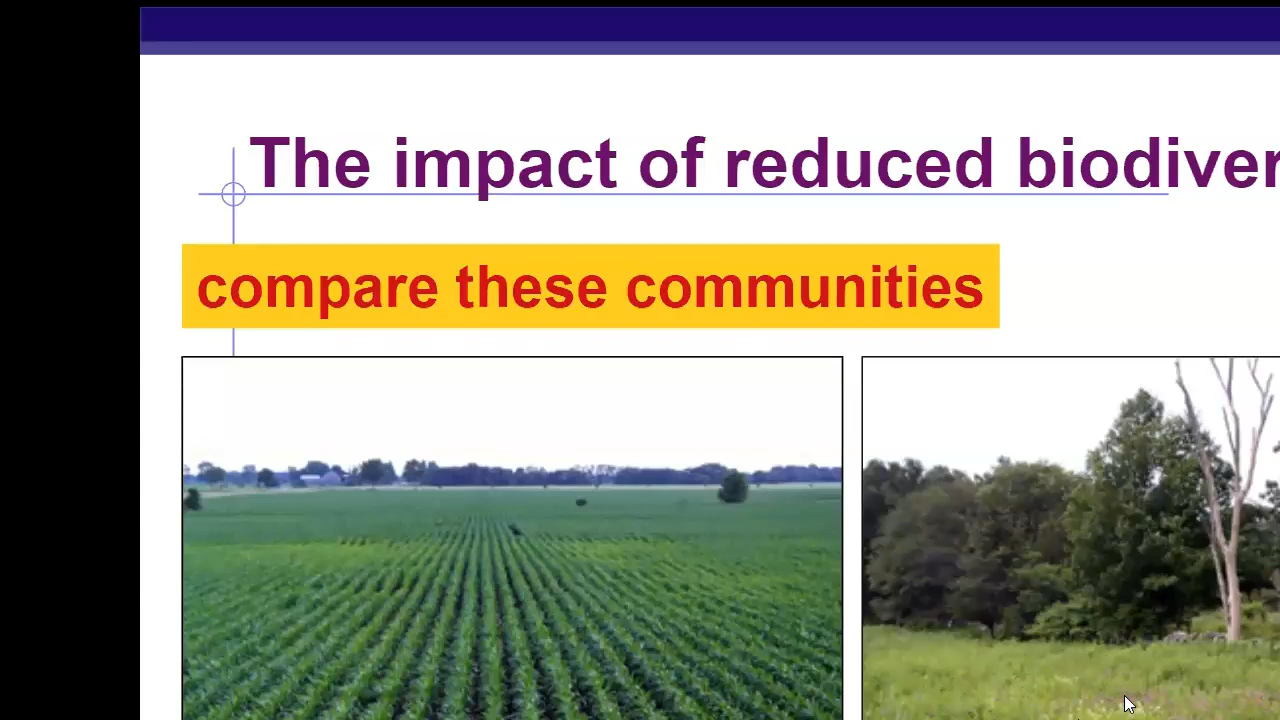 The impact of reduced biodiver
compare these communities